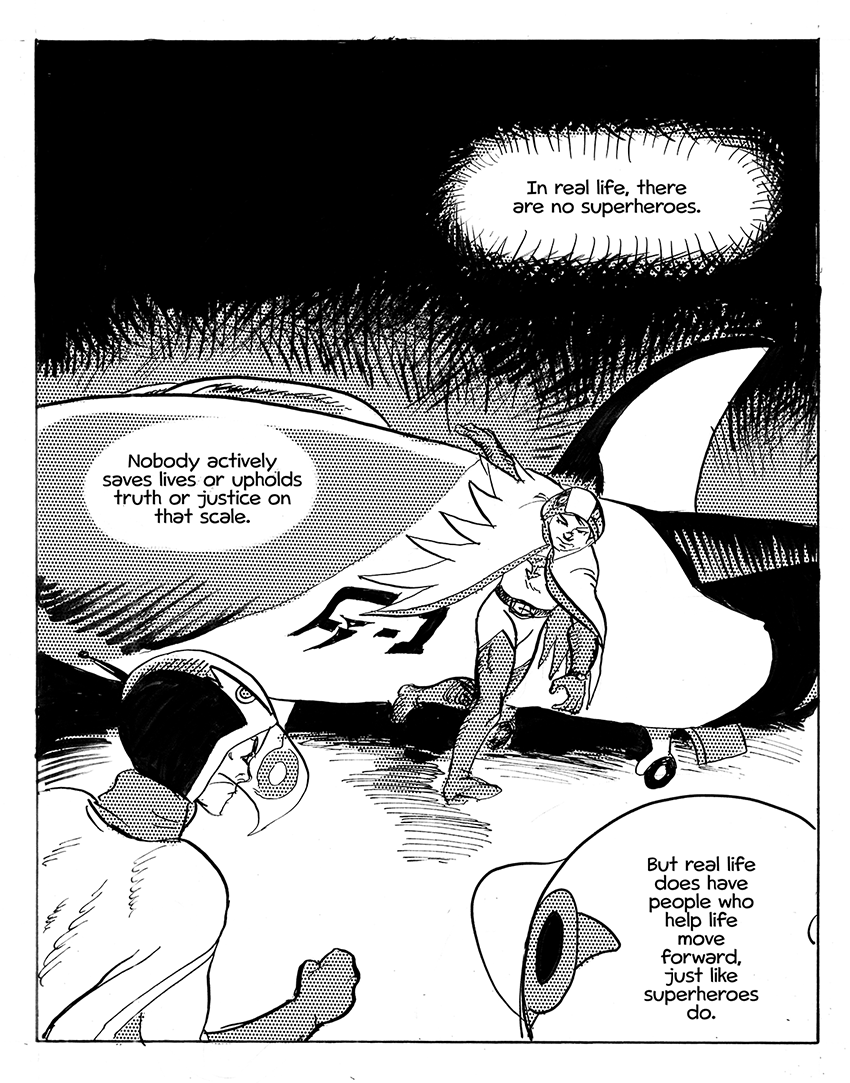 In real life, there
are no superheroes.
Nobody actively
saves lives or upholds
truth or justice on
that scale.
G-1
But real life
does have
people who
help life
move
forward,
just like
superheroes
do.